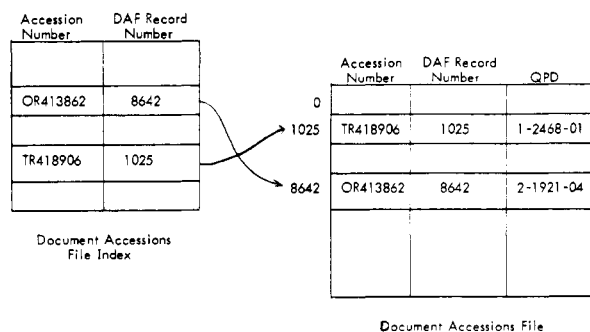 Accession Number DAF Record Number
OR413862 8642
TR418906 1025
Document Accessions
File Index
Accession Number DAF Record Number QPD
0
1025 TR418906 1025 1-2468-01
8642 OR413862 8642 2-1921-04
Document Accessions File